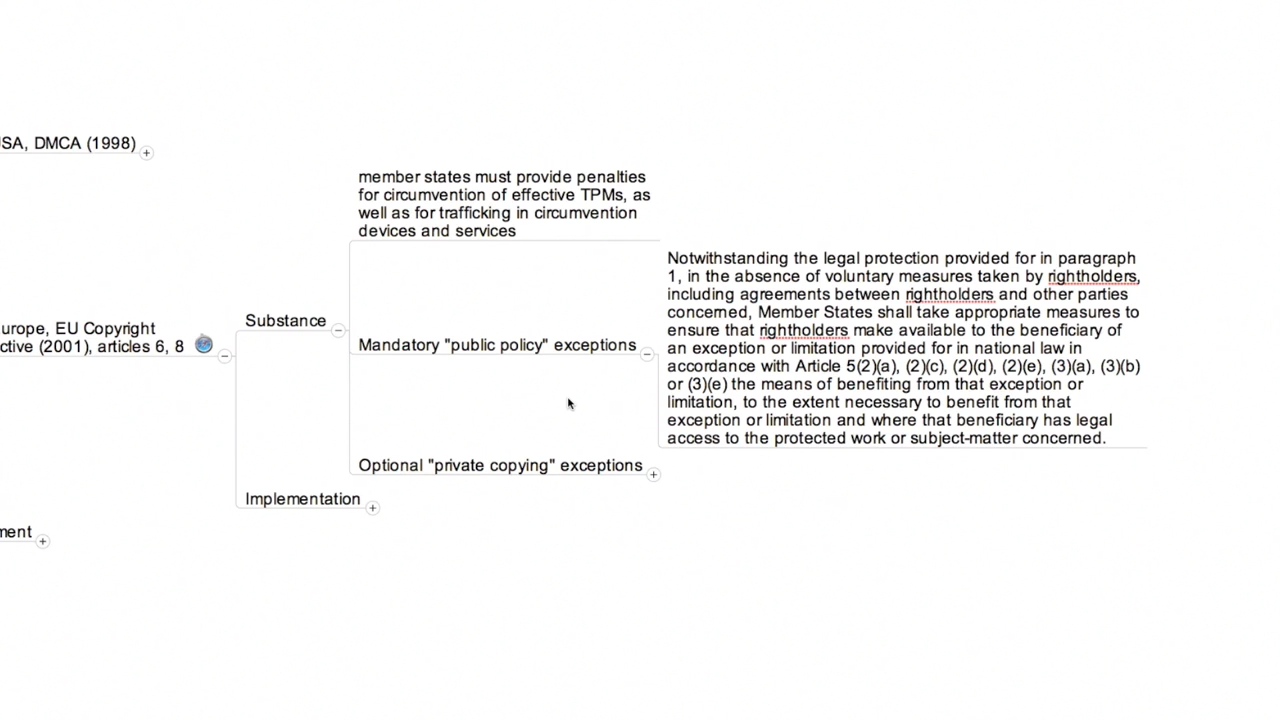 SA, DMCA (1998)
member states must provide penalties
for circumvention of effective TPMs, as
well as for trafficking in circumvention
devices and services
Notwithstanding the legal protection provided for in paragraph
1, in the absence of voluntary measures taken by rightholders,
including agreements between rightholders and other parties
concerned, Member States shall take appropriate measures to
ensure that rightholders make available to the beneficiary of
an exception or limitation provided for in national law in
accordance with Article 5(2)(a), (2)(c), (2)(d), (2)(e), (3)(a), (3)(b)
or (3)(e) the means of benefiting from that exception or
limitation, to the extent necessary to benefit from that
exception or limitation and where that beneficiary has legal
access to the protected work or subject-matter concerned.
Substance
urope, EU Copyright
ctive (2001), articles 6, 8
Mandatory "public policy" exceptions
Optional "private copying" exceptions
Implementation
ment